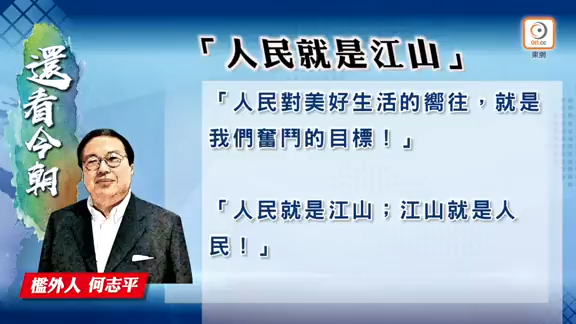 「人民就是江山」
on.cc
東網
還看今朝
「人民對美好生活的嚮往，就是
我們奮鬥的目標！」
「人民就是江山；江山就是人
民！」
檻外人 何志平